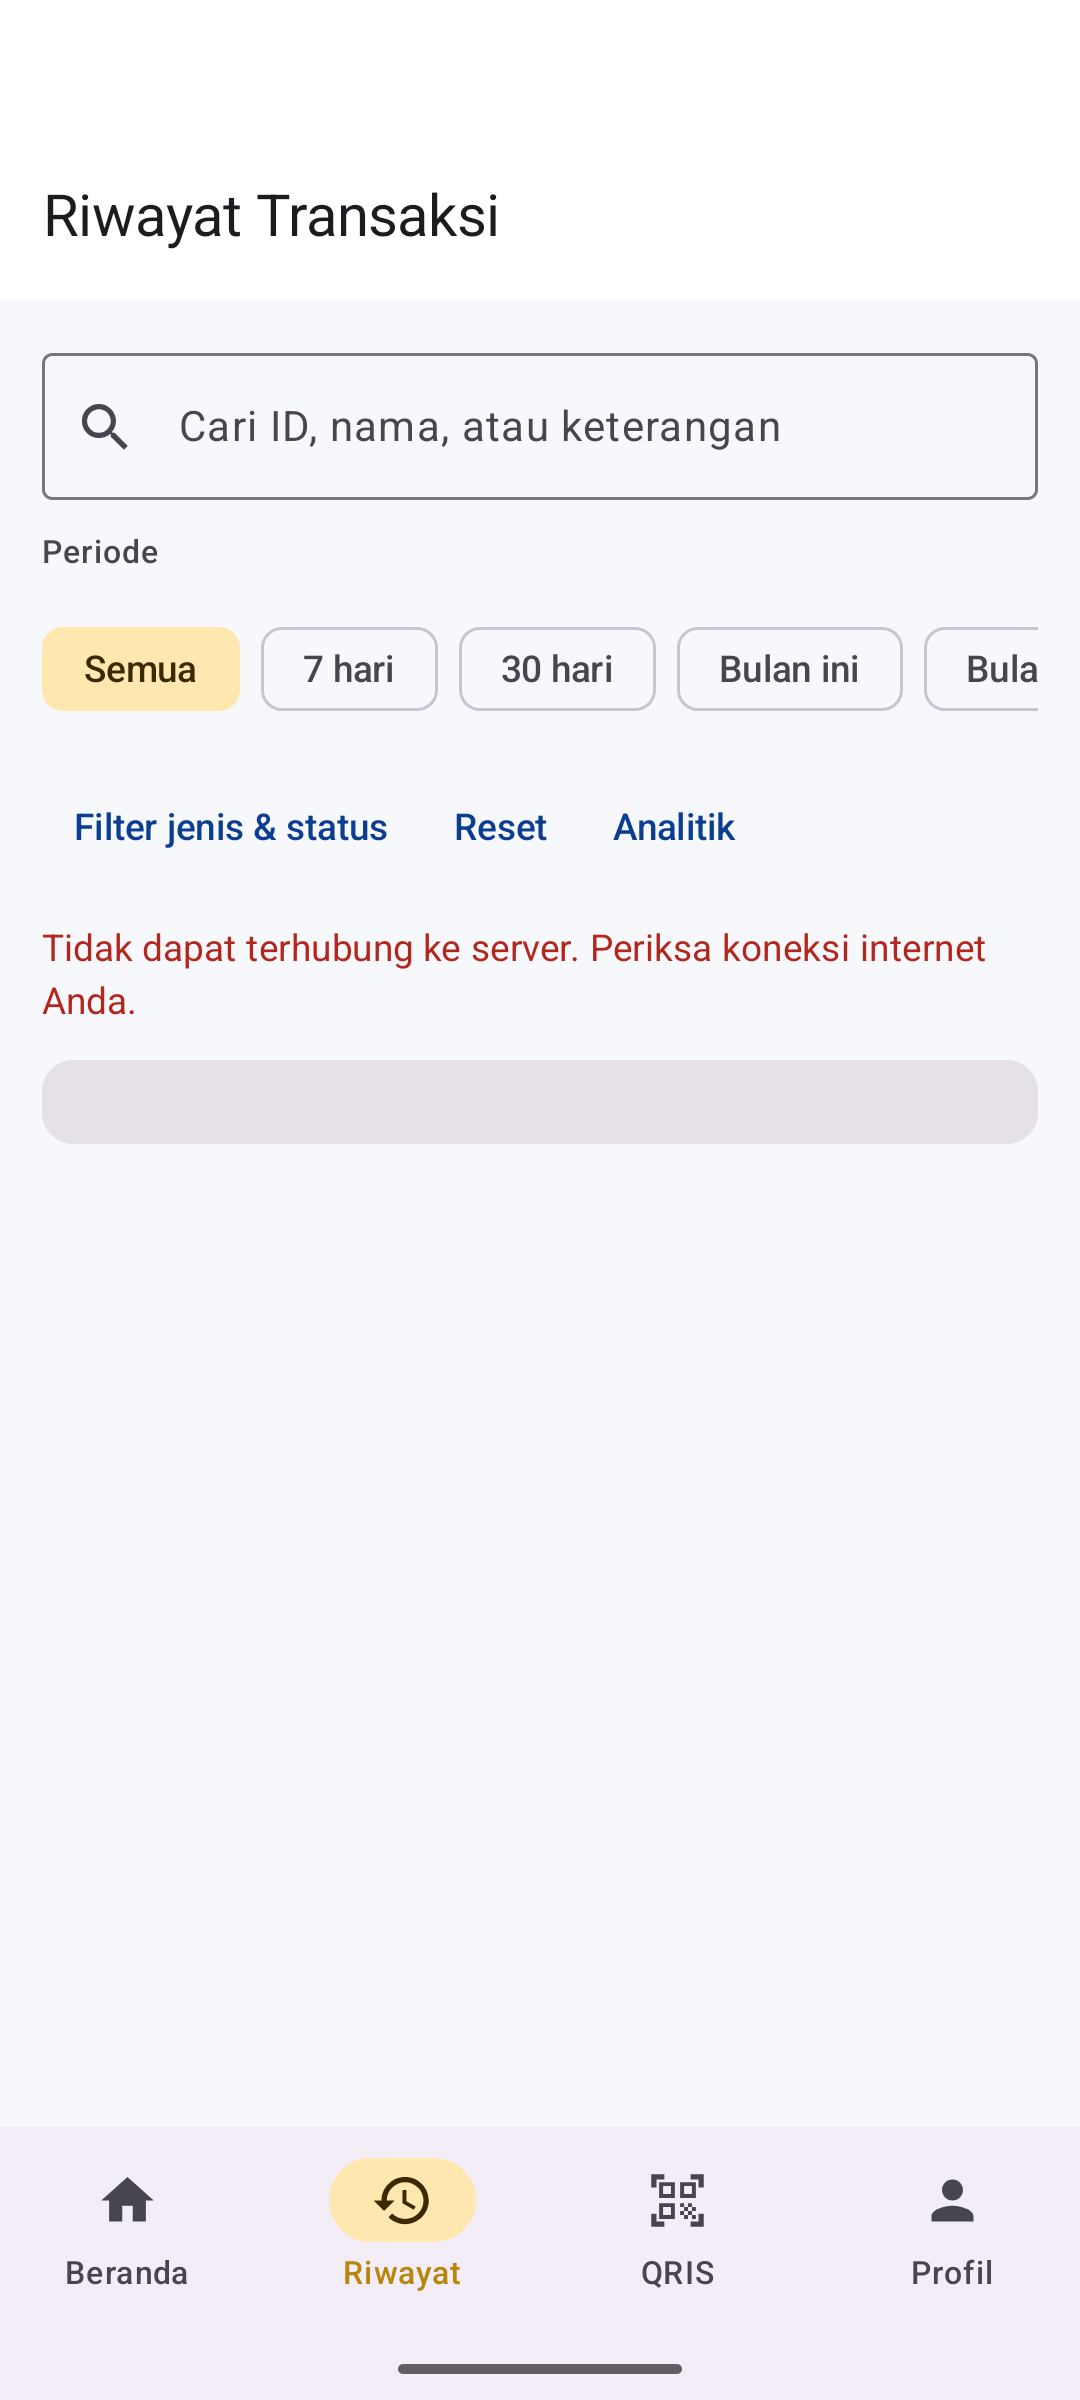 Riwayat Transaksi
Cari ID, nama, atau keterangan
Periode
Semua
7 hari
30 hari
Bulan ini
Bula
Filter jenis & status
Reset
Analitik
Tidak dapat terhubung ke server. Periksa koneksi internet
Anda.
Beranda
Riwayat
QRIS
Profil